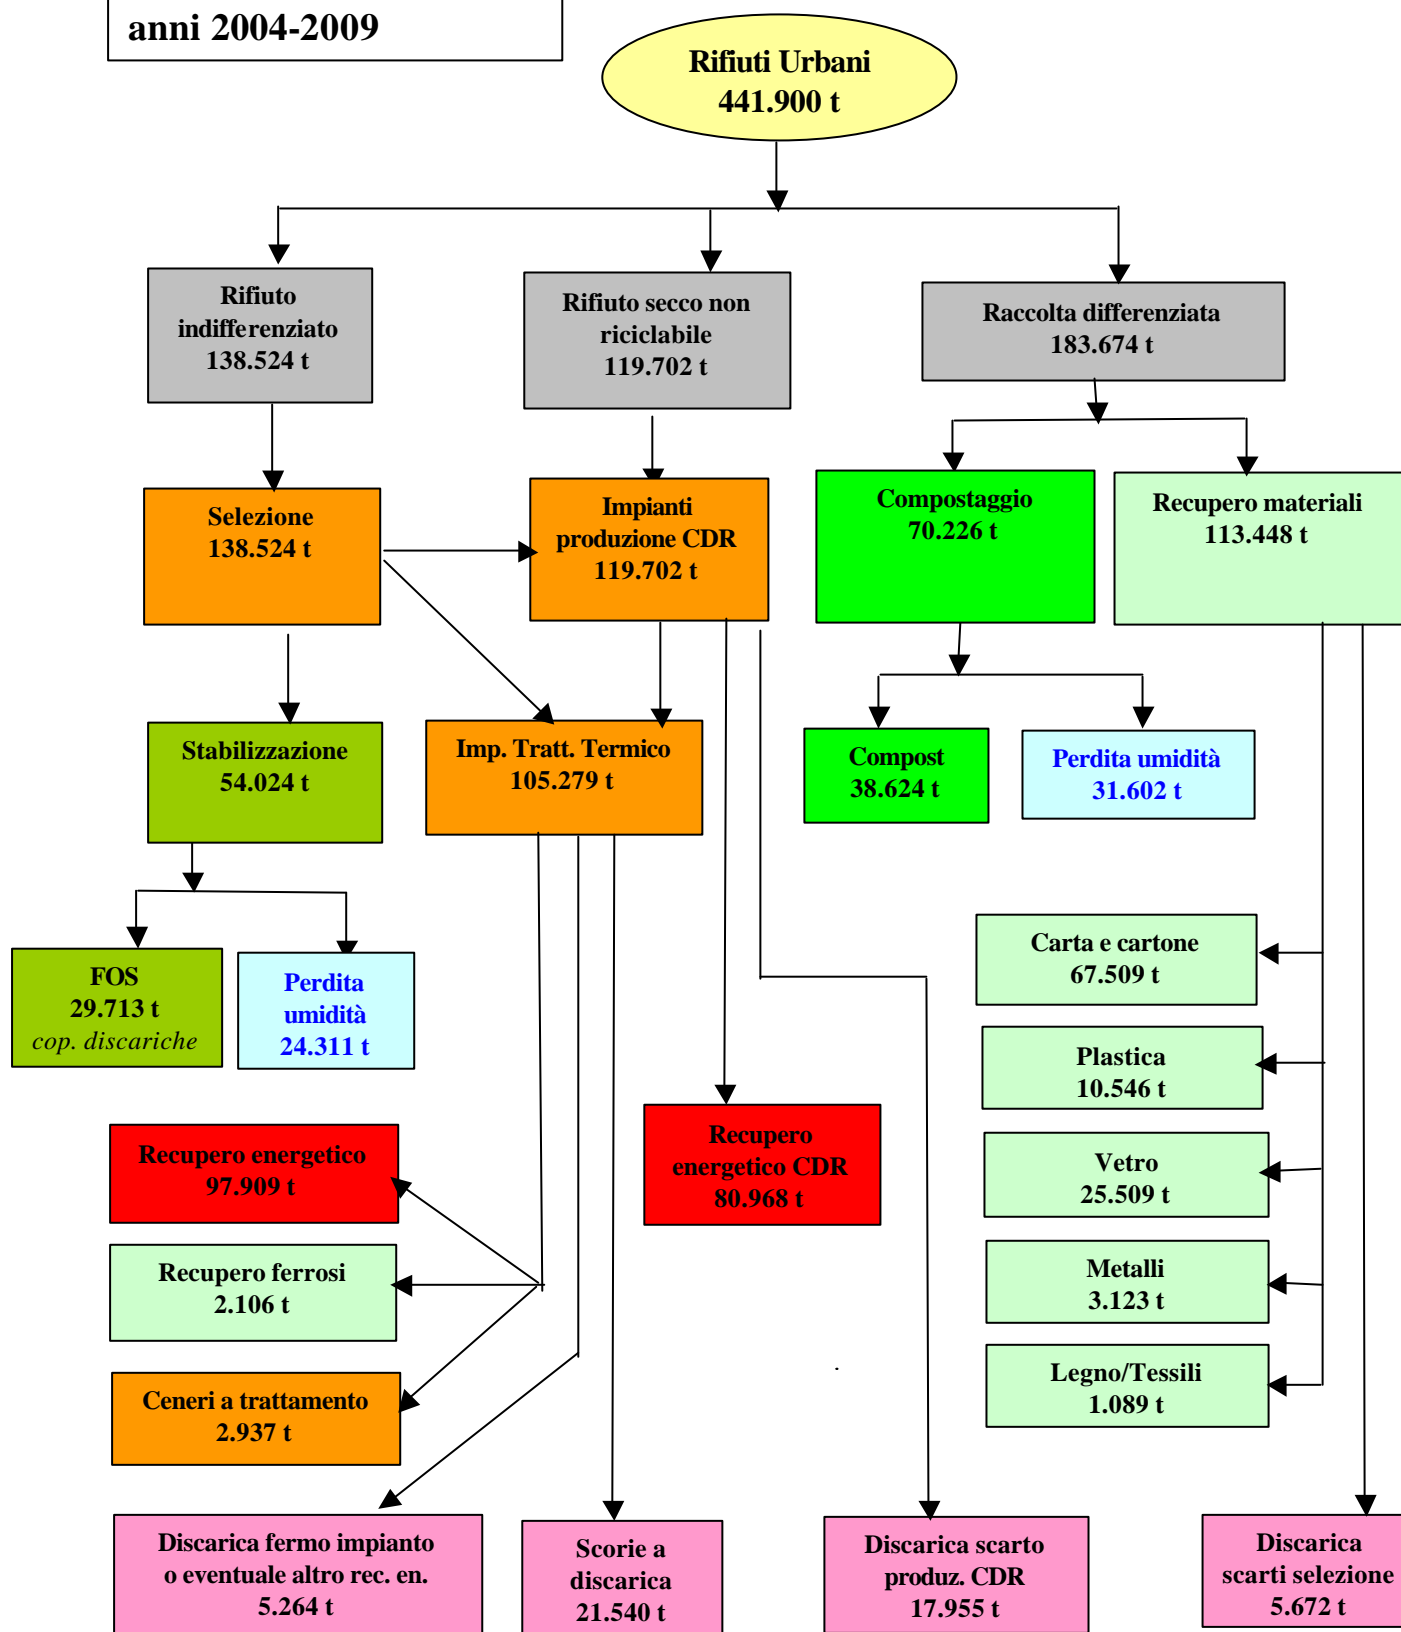 anni 2004-2009
Rifiuti Urbani
441.900 t
Rifiuto
indifferenziato
138.524 t
Rifiuto secco non
riciclabile
119.702 t
Raccolta differenziata
183.674 t
Selezione
138.524 t
Impianti
produzione CDR
119.702 t
Compostaggio
70.226 t
Recupero materiali
113.448 t
Stabilizzazione
54.024 t
Imp. Tratt. Termico
105.279 t
Compost
38.624 t
Perdita umidità
31.602 t
FOS
29.713 t
cop. discariche
Perdita
umidità
24.311 t
Carta e cartone
67.509 t
Plastica
10.546 t
Recupero energetico
97.909 t
Recupero
energetico CDR
80.968 t
Vetro
25.509 t
Recupero ferrosi
2.106 t
Metalli
3.123 t
Ceneri a trattamento
2.937 t
Legno/Tessili
1.089 t
Discarica fermo impianto
o eventuale altro rec. en.
5.264 t
Scorie a
discarica
21.540 t
Discarica scarto
produz. CDR
17.955 t
Discarica
scarti selezione
5.672 t